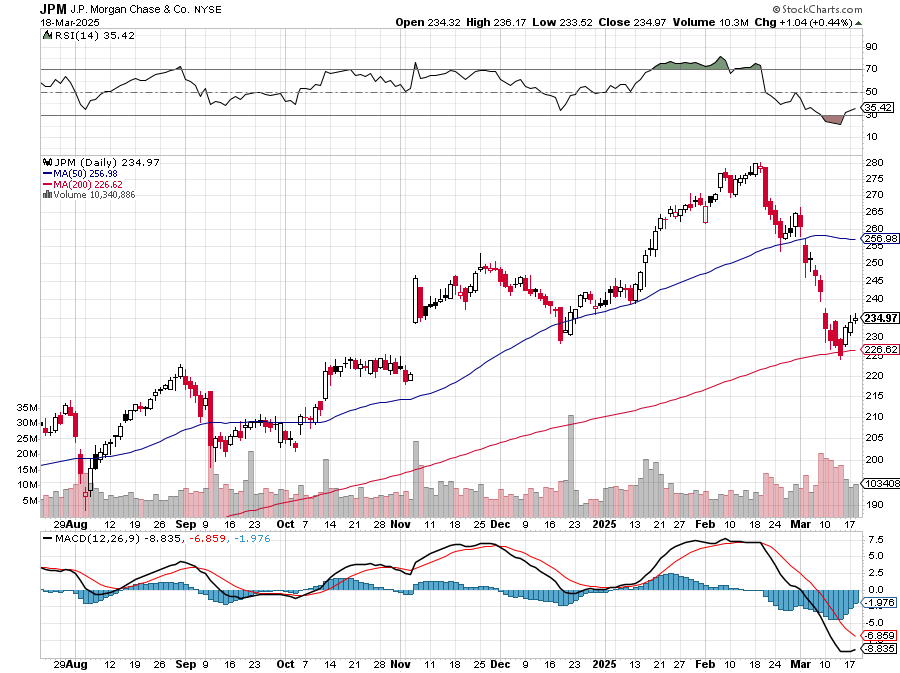 JPM J.P. Morgan Chase & Co. NYSE © StockCharts.com
18-Mar-2025 Open 234.32 High 236.17 Low 233.52 Close 234.97 Volume 10.3M Chg +1.04 (+0.44%)
RSI(14) 35.42
90
70
50
35.42
30
10
JPM (Daily) 234.97
MA(50) 256.98
MA(200) 226.62
Volume 10,340,886
280
275
270
265
260
256.98
255
250
245
240
234.97
230
226.62
225
220
215
210
205
200
103408
190
35M
30M
25M
20M
15M
10M
5M
29 Aug 12 19 26 Sep 9 16 23 Oct 7 14 21 28 Nov 11 18 25 Dec 9 16 23 2025 13 21 27 Feb 10 18 24 Mar 10 17
MACD(12,26,9) -8.835, -6.859, -1.976
7.5
5.0
2.5
0.0
-1.976
-5.0
-6.859
-8.835
29 Aug 12 19 26 Sep 9 16 23 Oct 7 14 21 28 Nov 11 18 25 Dec 9 16 23 2025 13 21 27 Feb 10 18 24 Mar 10 17